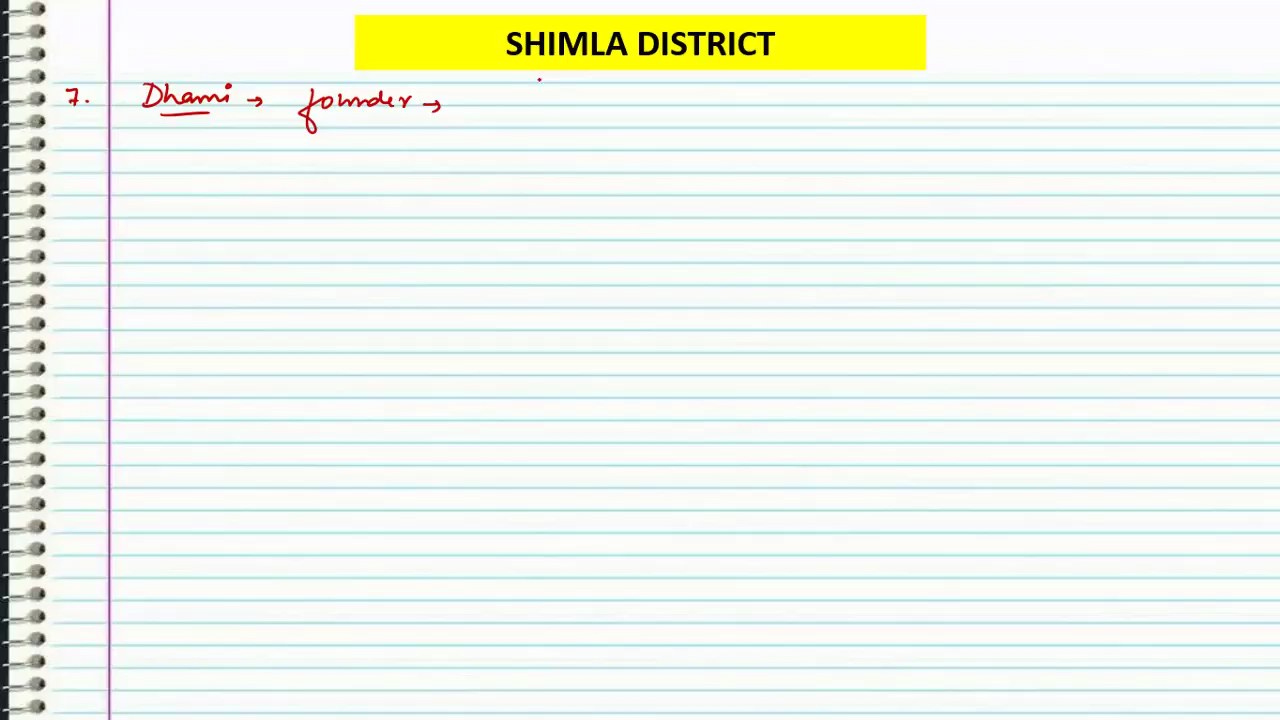 SHIMLA DISTRICT
7. Dhami → founder →